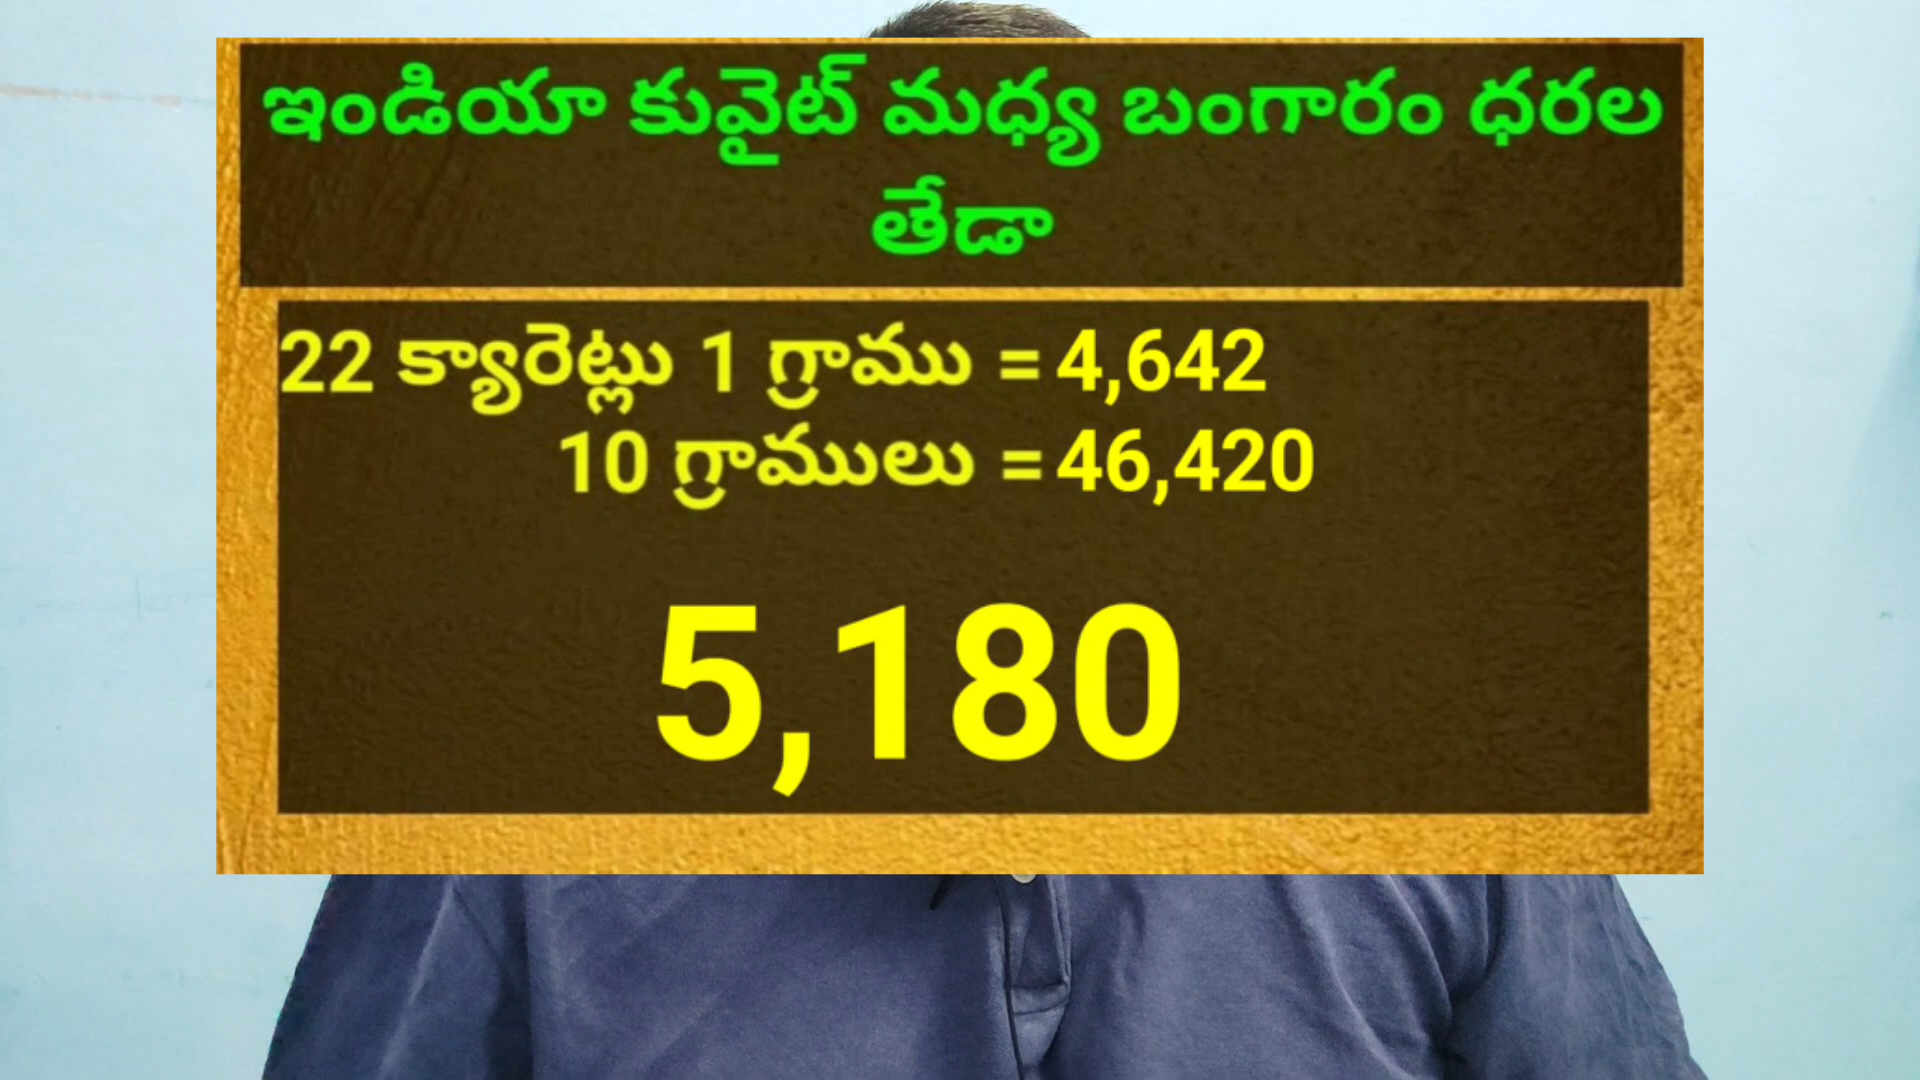 ఇండియా కువైట్ మధ్య బంగారం ధరల
తేడా
22 క్యారెట్లు 1 గ్రాము = 4,642
10 గ్రాములు = 46,420
5,180